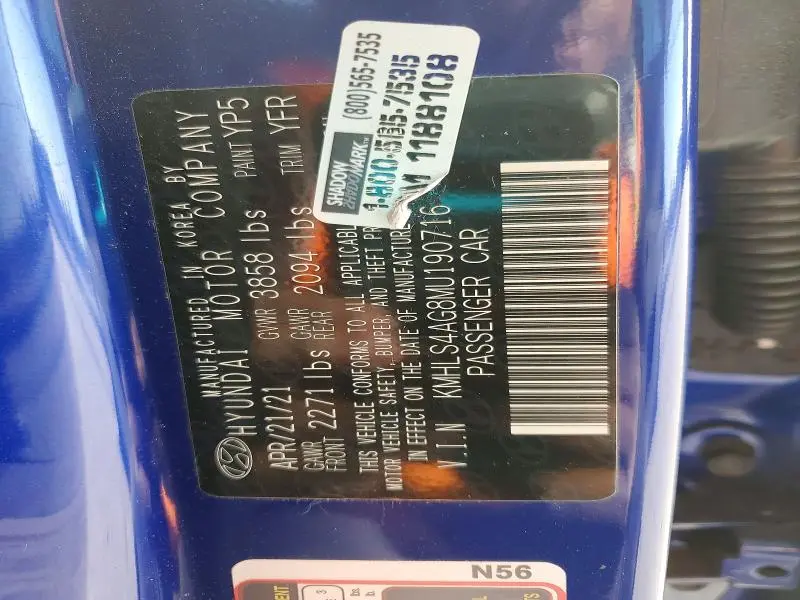 MANUFACTURED IN KOREA BY
HYUNDAI MOTOR COMPANY
APR/21/21 GVWR 3858 lbs PAINT YP5
GAWR FRONT 2271 lbs GAWR REAR 2094 lbs TRIM YFR
THIS VEHICLE CONFORMS TO ALL APPLICABLE
MOTOR VEHICLE SAFETY, BUMPER, AND THEFT PR
IN EFFECT ON THE DATE OF MANUFACTURE
V.I.N KMHLS4AG8MU190716
PASSENGER CAR
SHADOW (800)565-7535
1188108
N56